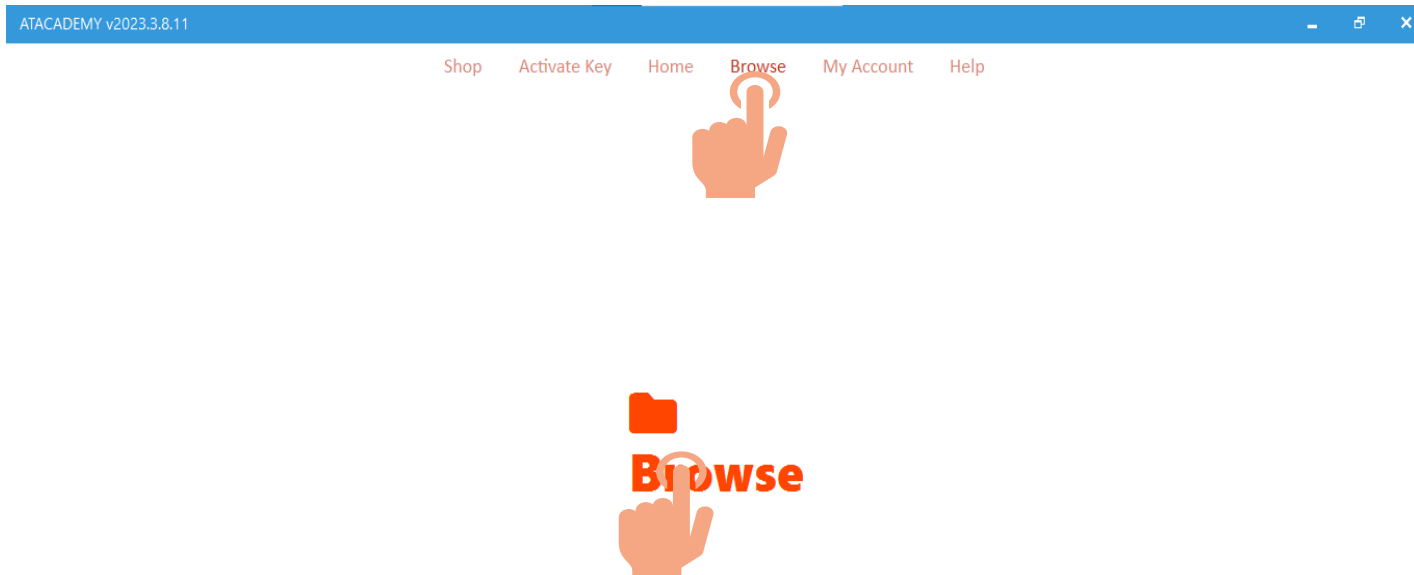 ATACADEMY v2023.3.8.11
Shop Activate Key Home Browse My Account Help
Browse